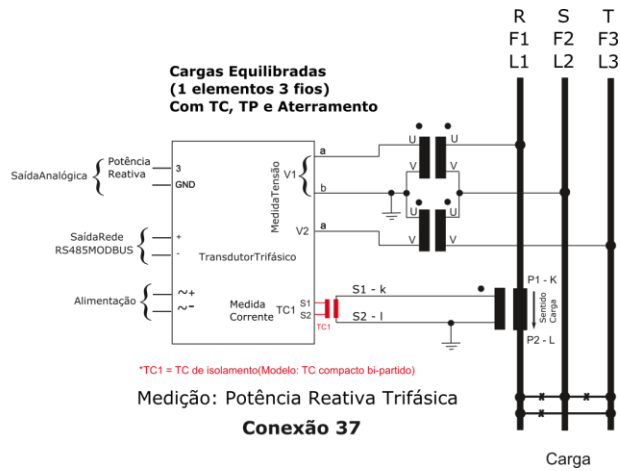 R S T
F1 F2 F3
L1 L2 L3
Cargas Equilibradas
(1 elementos 3 fios)
Com TC, TP e Aterramento
SaídaAnalógica
Potência
Reativa
3
GND
SaídaRede
RS485MODBUS
+
-
Alimentação
~+
~-
TransdutorTrifásico
MedidaTensão
V1
a
b
V2
a
Medida
Corrente
TC1
S1
S2
TC1
U U
V V
U U
V V
S1 - k
S2 - l
P1 - K
Sentido
Carga
P2 - L
*TC1 = TC de isolamento(Modelo: TC compacto bi-partido)
Medição: Potência Reativa Trifásica
Conexão 37
Carga